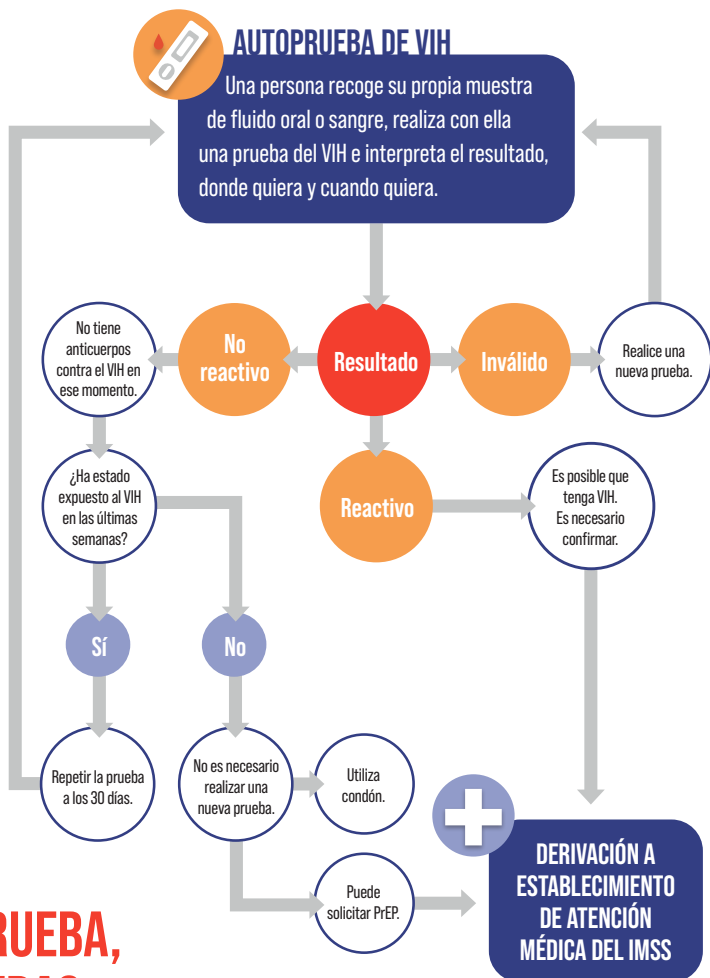 AUTOPRUEBA DE VIH
Una persona recoge su propia muestra
de fluido oral o sangre, realiza con ella
una prueba del VIH e interpreta el resultado,
donde quiera y cuando quiera.
No tiene
anticuerpos
contra el VIH en
ese momento.
No
reactivo
Resultado
Inválido
Realice una
nueva prueba.
¿Ha estado
expuesto al VIH
en las últimas
semanas?
Reactivo
Es posible que
tenga VIH.
Es necesario
confirmar.
Sí
No
Repetir la prueba
a los 30 días.
No es necesario
realizar una
nueva prueba.
Utiliza
condón.
Puede
solicitar PrEP.
DERIVACIÓN A
ESTABLECIMIENTO
DE ATENCIÓN
MÉDICA DEL IMSS
RUEBA,